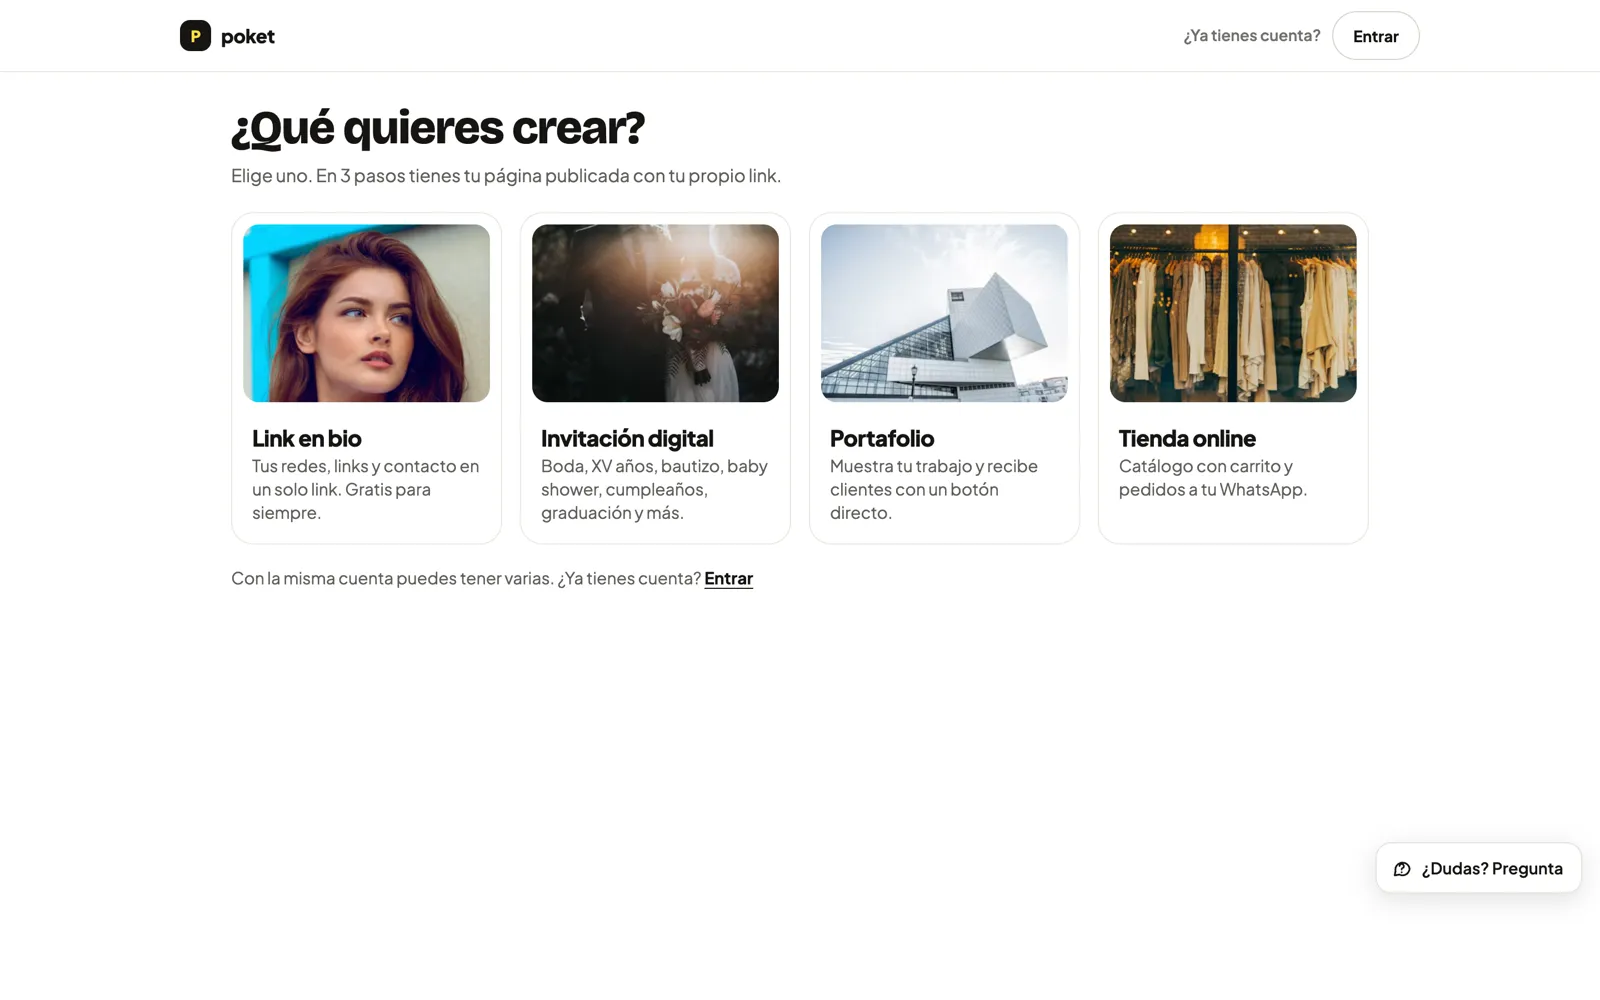 P poket
¿Ya tienes cuenta? Entrar
¿Qué quieres crear?
Elige uno. En 3 pasos tienes tu página publicada con tu propio link.
Link en bio
Tus redes, links y contacto en
un solo link. Gratis para
siempre.
Invitación digital
Boda, XV años, bautizo, baby
shower, cumpleaños,
graduación y más.
Portafolio
Muestra tu trabajo y recibe
clientes con un botón
directo.
Tienda online
Catálogo con carrito y
pedidos a tu WhatsApp.
Con la misma cuenta puedes tener varias. ¿Ya tienes cuenta? Entrar
¿Dudas? Pregunta